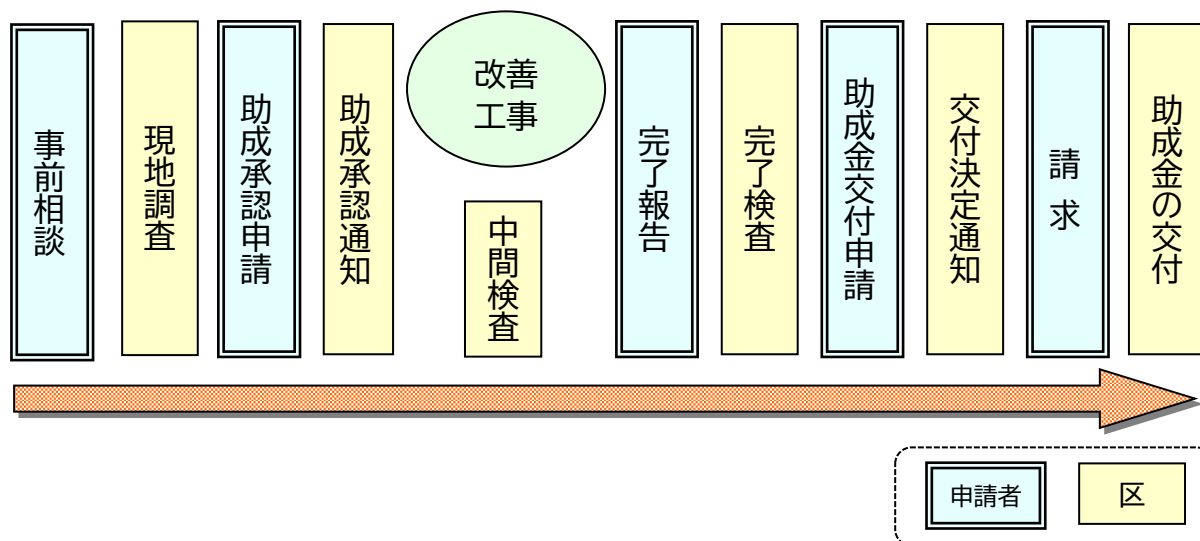 事前相談
現地調査
助成承認申請
助成承認通知
改善
工事
中間検査
完了報告
完了検査
助成金交付申請
交付決定通知
請求
助成金の交付
申請者
区